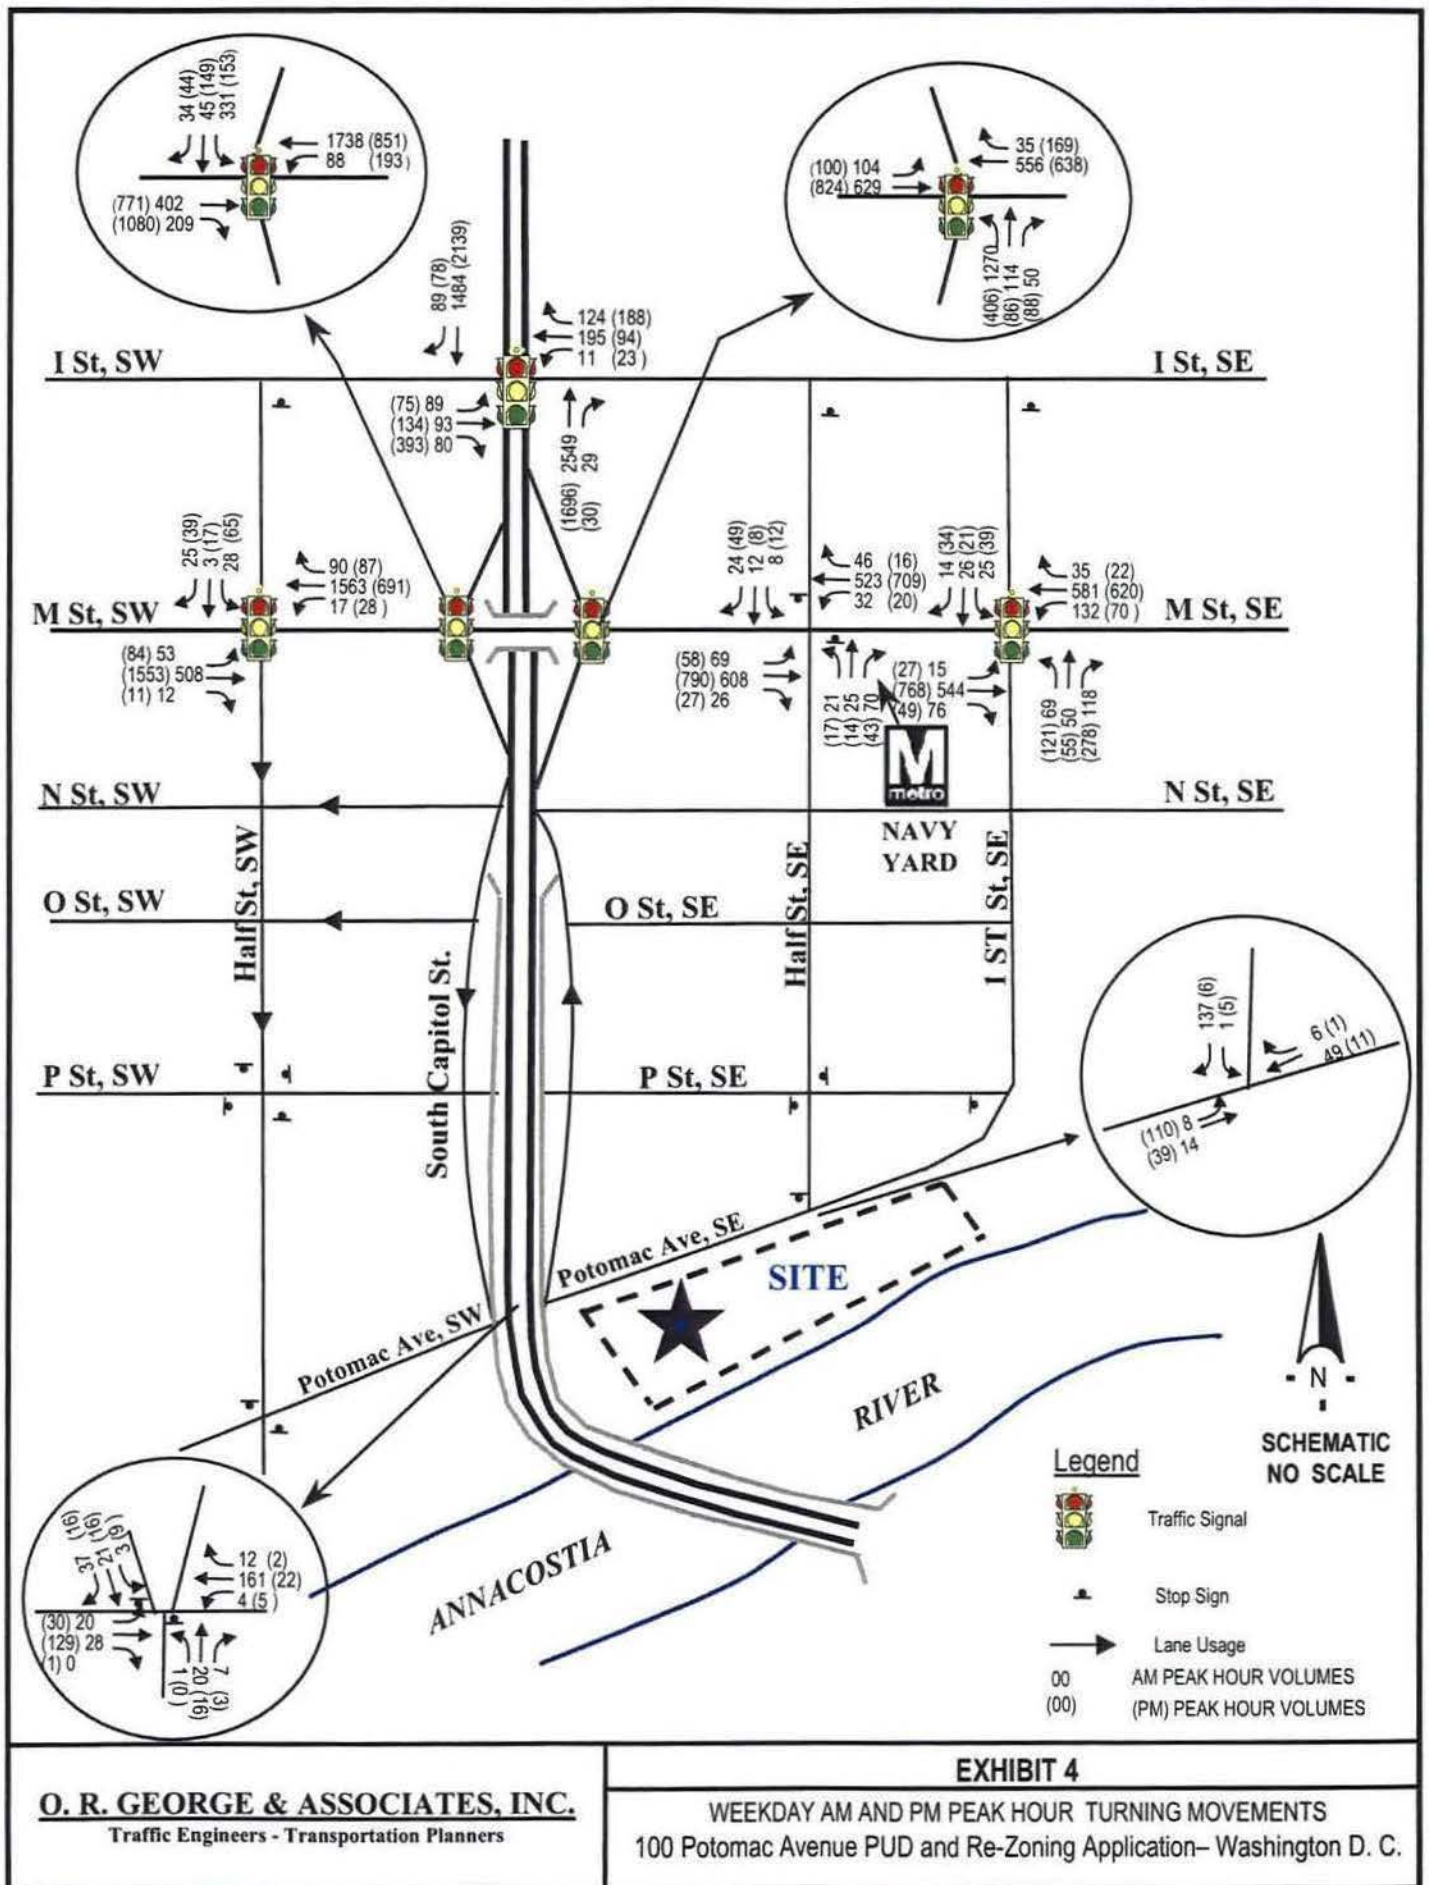 34 (44)
45 (149)
331 (153)
1738 (851)
88 (193)
(771) 402
(1080) 209
35 (169)
556 (638)
(100) 104
(824) 629
(406) 1270
(86) 114
(88) 50
89 (78)
1484 (2139)
124 (188)
195 (94)
11 (23 )
I St, SW
I St, SE
(75) 89
(134) 93
(393) 80
(1696) 2549
(30) 29
25 (39)
3 (17)
28 (65)
90 (87)
1563 (691)
17 (28 )
24 (49)
12 (8)
8 (12)
46 (16)
523 (709)
32 (20)
14 (34)
26 (21)
25 (39)
35 (22)
581 (620)
132 (70 )
M St, SW
M St, SE
(84) 53
(1553) 508
(11) 12
(58) 69
(790) 608
(27) 26
(17) 21
(14) 25
(43) 70
(27) 15
(768) 544
(49) 76
(121) 69
(55) 50
(278) 118
M
metro
NAVY
YARD
N St, SW
N St, SE
Half St, SW
Half St, SE
1 ST St, SE
O St, SW
O St, SE
South Capitol St.
P St, SW
P St, SE
137 (6)
1 (5)
6 (1)
49 (11)
(110) 8
(39) 14
Potomac Ave, SE
SITE
Potomac Ave, SW
RIVER
ANNACOSTIA
N
SCHEMATIC
NO SCALE
37 (16)
21 (16)
3 (9)
12 (2)
161 (22)
4 (5 )
(30) 20
(129) 28
(1) 0
1 (0 )
20 (16)
7 (3)
Legend
Traffic Signal
Stop Sign
Lane Usage
00 AM PEAK HOUR VOLUMES
(00) (PM) PEAK HOUR VOLUMES
O. R. GEORGE & ASSOCIATES, INC.
Traffic Engineers - Transportation Planners
EXHIBIT 4
WEEKDAY AM AND PM PEAK HOUR TURNING MOVEMENTS
100 Potomac Avenue PUD and Re-Zoning Application– Washington D. C.